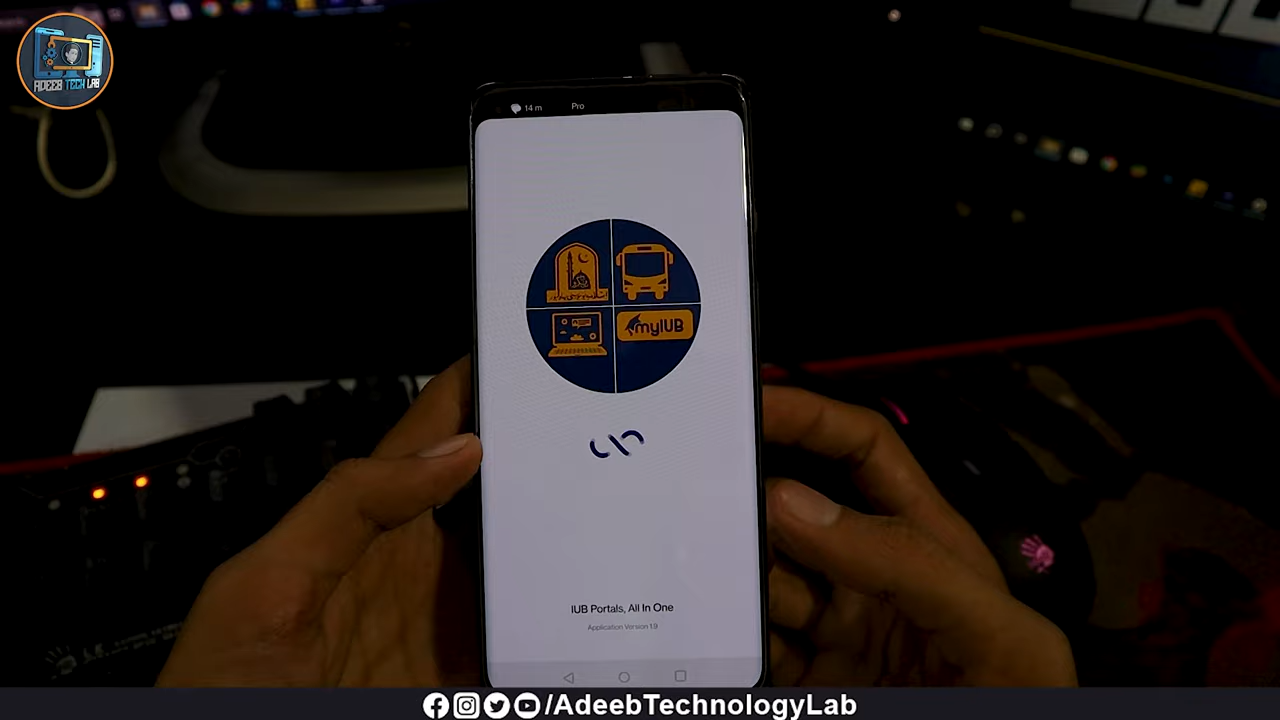 ADEEB TECH LAB
14 m Pro
myIUB
IUB Portals, All In One
Application Version 1.9
/AdeebTechnologyLab